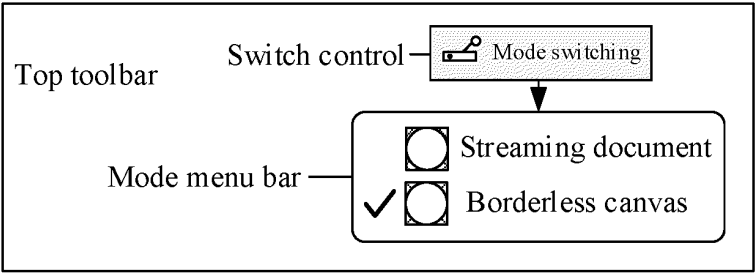 Switch control
Mode switching
Top toolbar
Streaming document
Mode menu bar
Borderless canvas